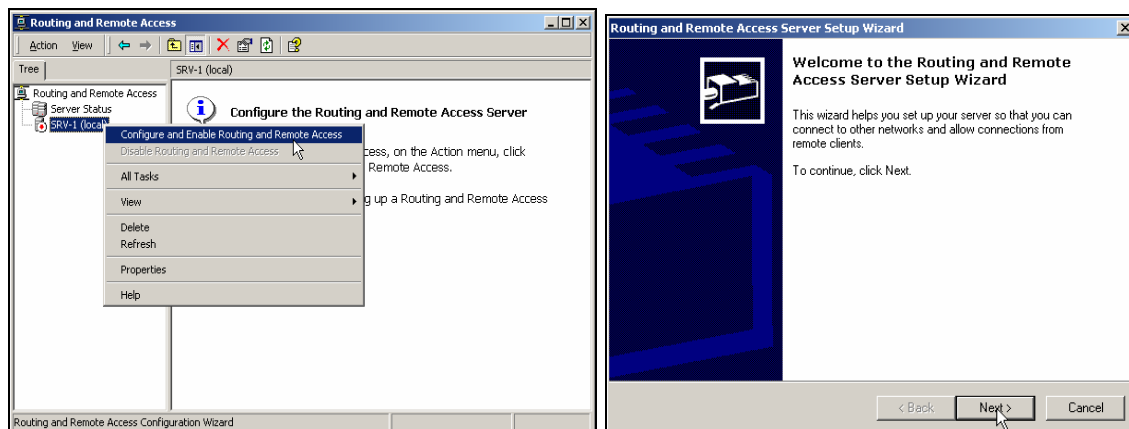 Routing and Remote Access
Action View
Tree
SRV-1 (local)
Routing and Remote Access
Server Status
SRV-1 (local)
Configure the Routing and Remote Access Server
cess, on the Action menu, click
Remote Access.
g up a Routing and Remote Access
Configure and Enable Routing and Remote Access
Disable Routing and Remote Access
All Tasks
View
Delete
Refresh
Properties
Help
Routing and Remote Access Configuration Wizard
Routing and Remote Access Server Setup Wizard
Welcome to the Routing and Remote
Access Server Setup Wizard
This wizard helps you set up your server so that you can
connect to other networks and allow connections from
remote clients.
To continue, click Next.
< Back
Next >
Cancel